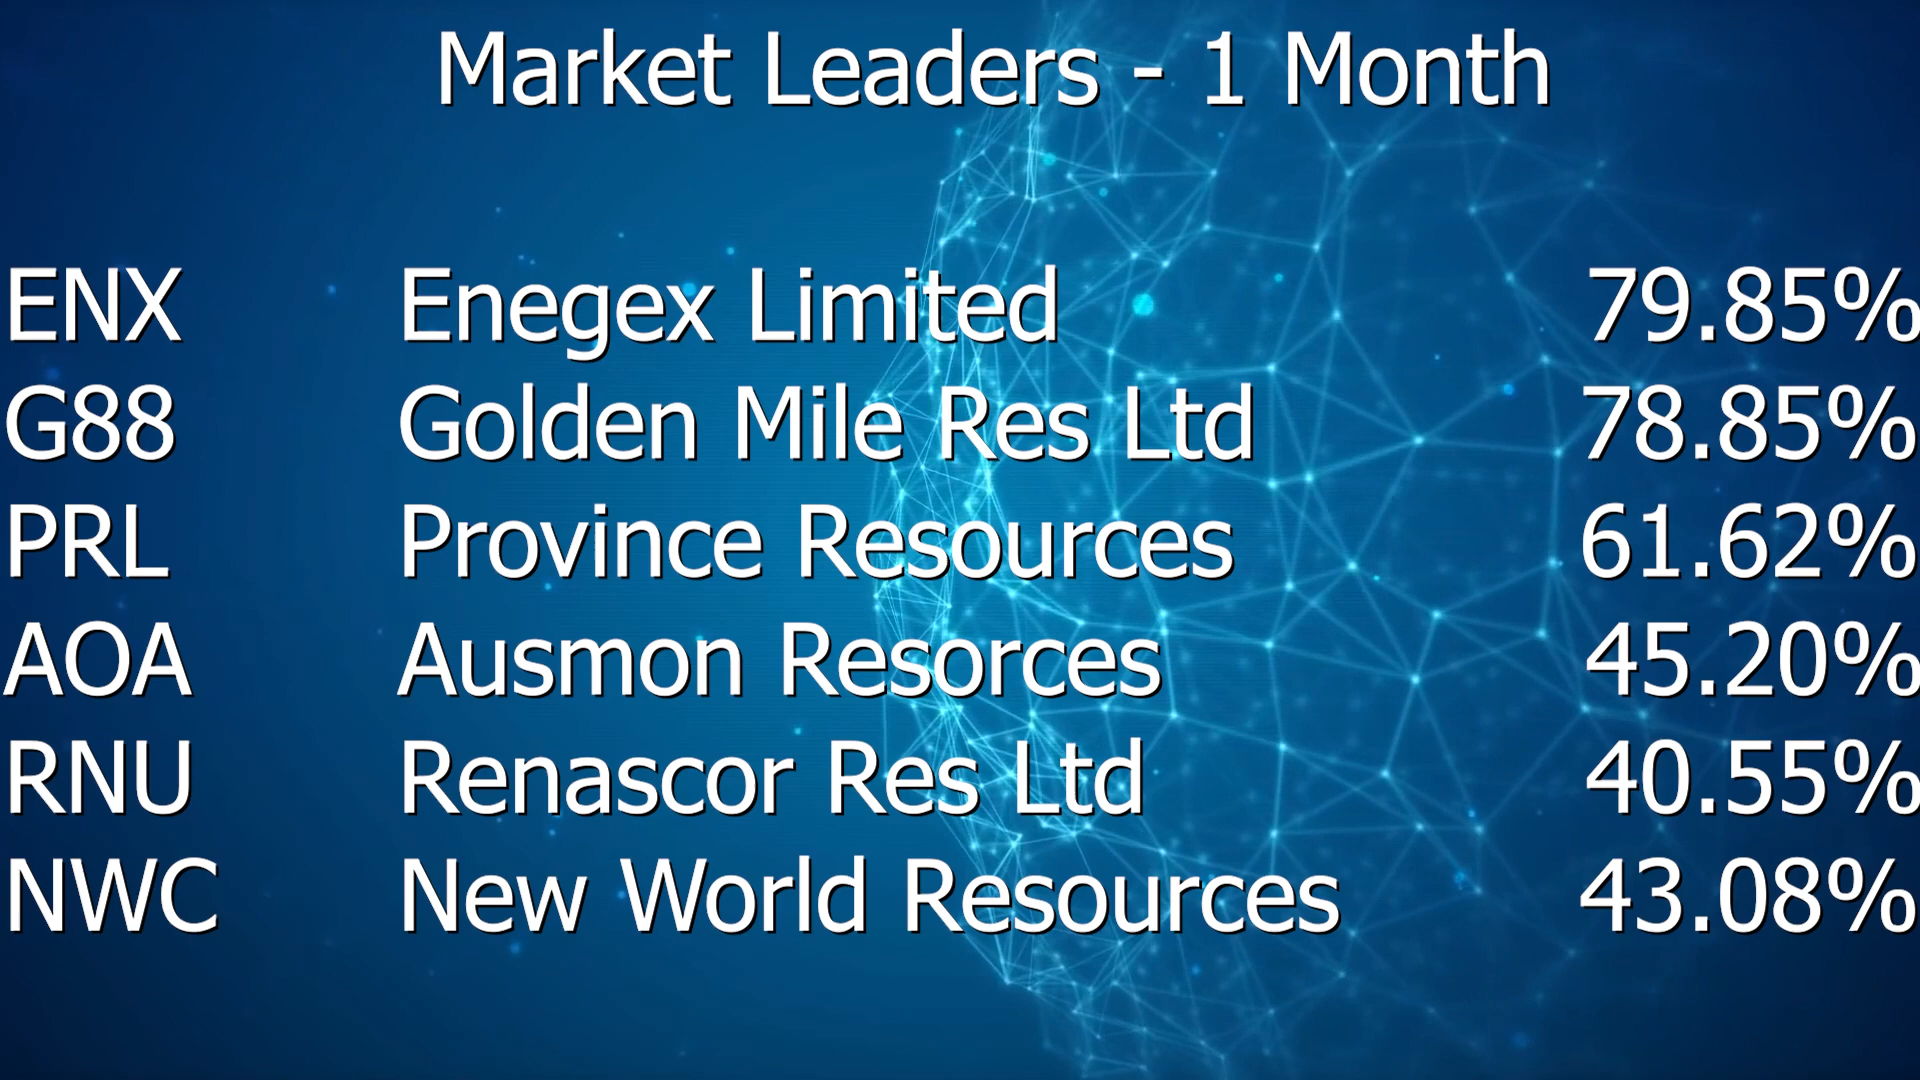 Market Leaders - 1 Month
ENX Enegex Limited 79.85%
G88 Golden Mile Res Ltd 78.85%
PRL Province Resources 61.62%
AOA Ausmon Resorces 45.20%
RNU Renascor Res Ltd 40.55%
NWC New World Resources 43.08%